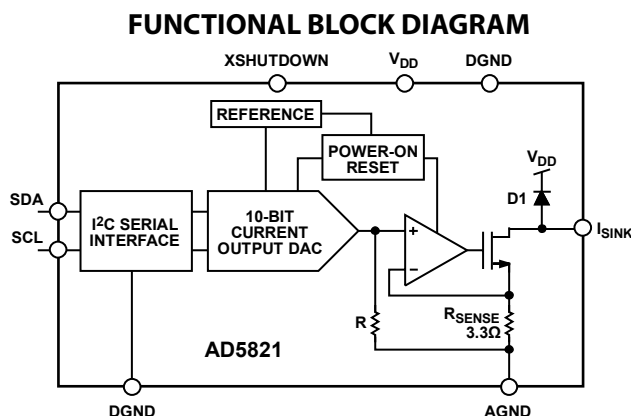 FUNCTIONAL BLOCK DIAGRAM
XSHUTDOWN
VDD
DGND
REFERENCE
POWER-ON
RESET
VDD
D1
SDA
SCL
I2C SERIAL
INTERFACE
10-BIT
CURRENT
OUTPUT DAC
+
−
ISINK
R
RSENSE
3.3Ω
AD5821
DGND
AGND